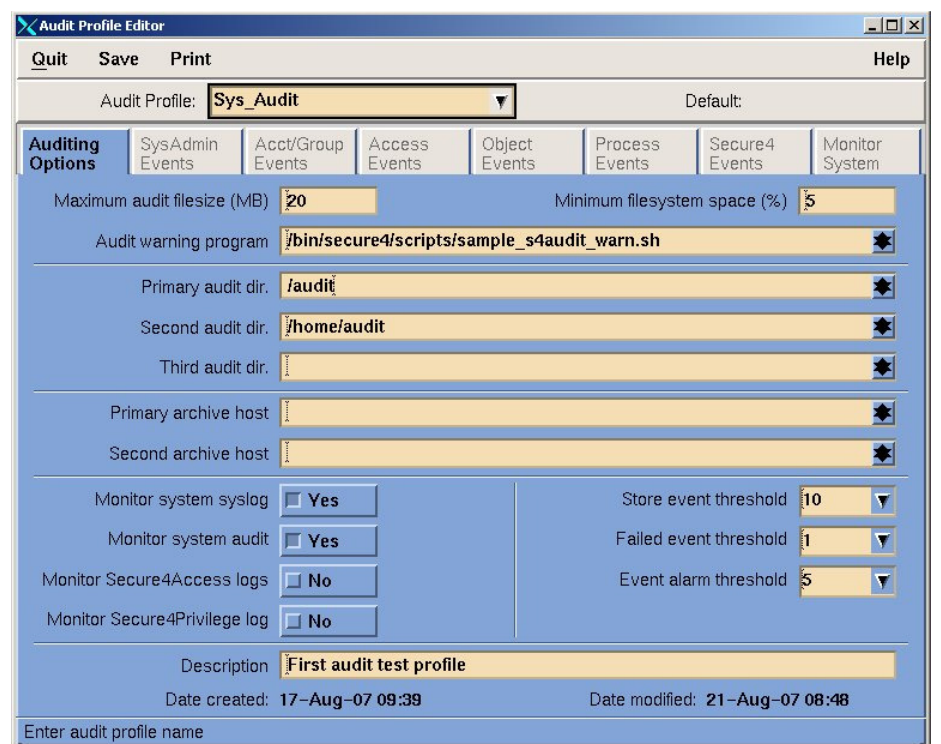 Audit Profile Editor
Quit Save Print Help
Audit Profile: Sys_Audit Default:
Auditing Options SysAdmin Events Acct/Group Events Access Events Object Events Process Events Secure4 Events Monitor System
Maximum audit filesize (MB) 20 Minimum filesystem space (%) 5
Audit warning program /bin/secure4/scripts/sample_s4audit_warn.sh
Primary audit dir. /audit
Second audit dir. /home/audit
Third audit dir.
Primary archive host
Second archive host
Monitor system syslog Yes Store event threshold 10
Monitor system audit Yes Failed event threshold 1
Monitor Secure4Access logs No Event alarm threshold 5
Monitor Secure4Privilege log No
Description First audit test profile
Date created: 17-Aug-07 09:39 Date modified: 21-Aug-07 08:48
Enter audit profile name